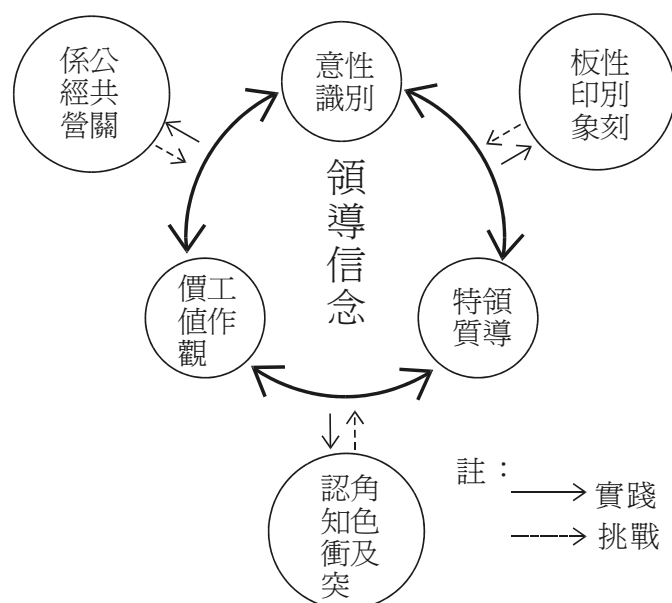 公共關
係經營
性別
意識
性別刻
板印象
領導信念
工作
價值觀
領導
特質
角色及
認知衝突
註：
實踐
挑戰